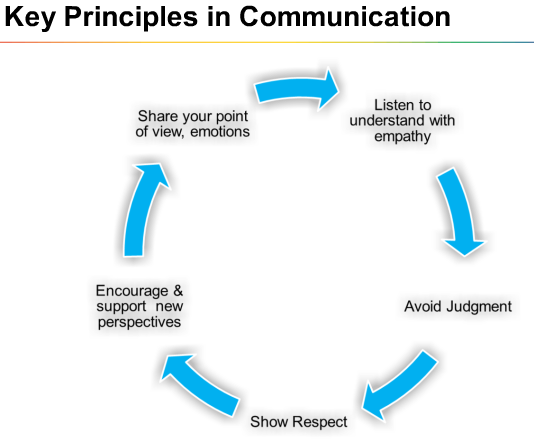 Key Principles in Communication
Share your point
of view, emotions
Listen to
understand with
empathy
Avoid Judgment
Show Respect
Encourage &
support new
perspectives